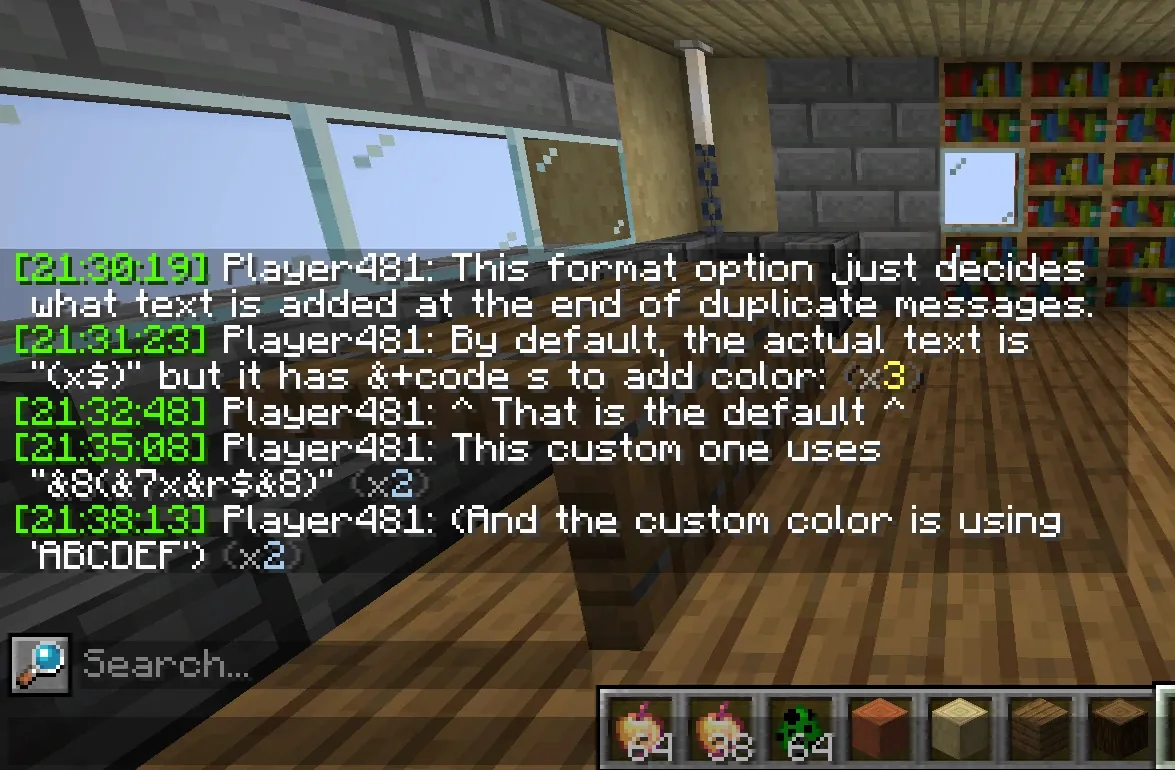 [21:30:19] Player481: This format option just decides
what text is added at the end of duplicate messages.
[21:31:23] Player481: By default, the actual text is
"(x$)" but it has &+code s to add color: (x3)
[21:32:48] Player481: ^ That is the default ^
[21:35:08] Player481: This custom one uses
"&8(&7x&r$&8)" (x2)
[21:38:13] Player481: (And the custom color is using
'ABCDEF') (x2)
Search...
64 38 64